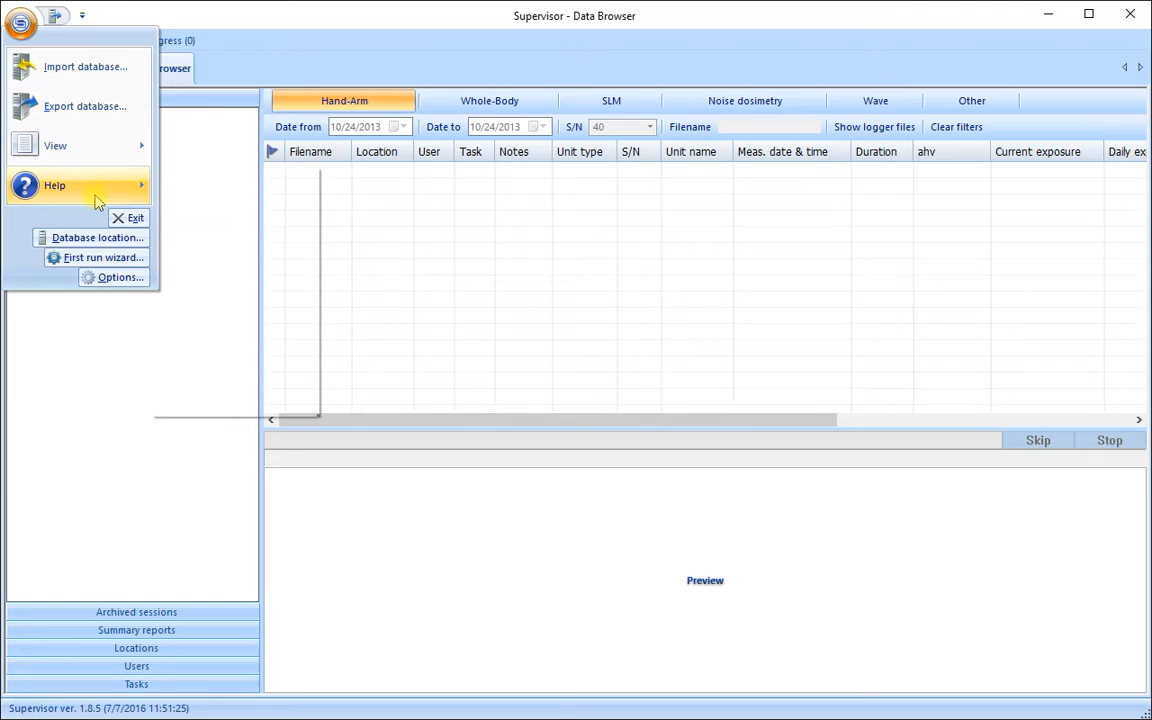 Supervisor - Data Browser
gress (0)
Import database...
rowser
Export database...
View
Help
Exit
Database location...
First run wizard...
Options...
Hand-Arm Whole-Body SLM Noise dosimetry Wave Other
Date from 10/24/2013 Date to 10/24/2013 S/N 40 Filename Show logger files Clear filters
Filename Location User Task Notes Unit type S/N Unit name Meas. date & time Duration ahv Current exposure Daily ex
Skip Stop
Preview
Archived sessions
Summary reports
Locations
Users
Tasks
Supervisor ver. 1.8.5 (7/7/2016 11:51:25)